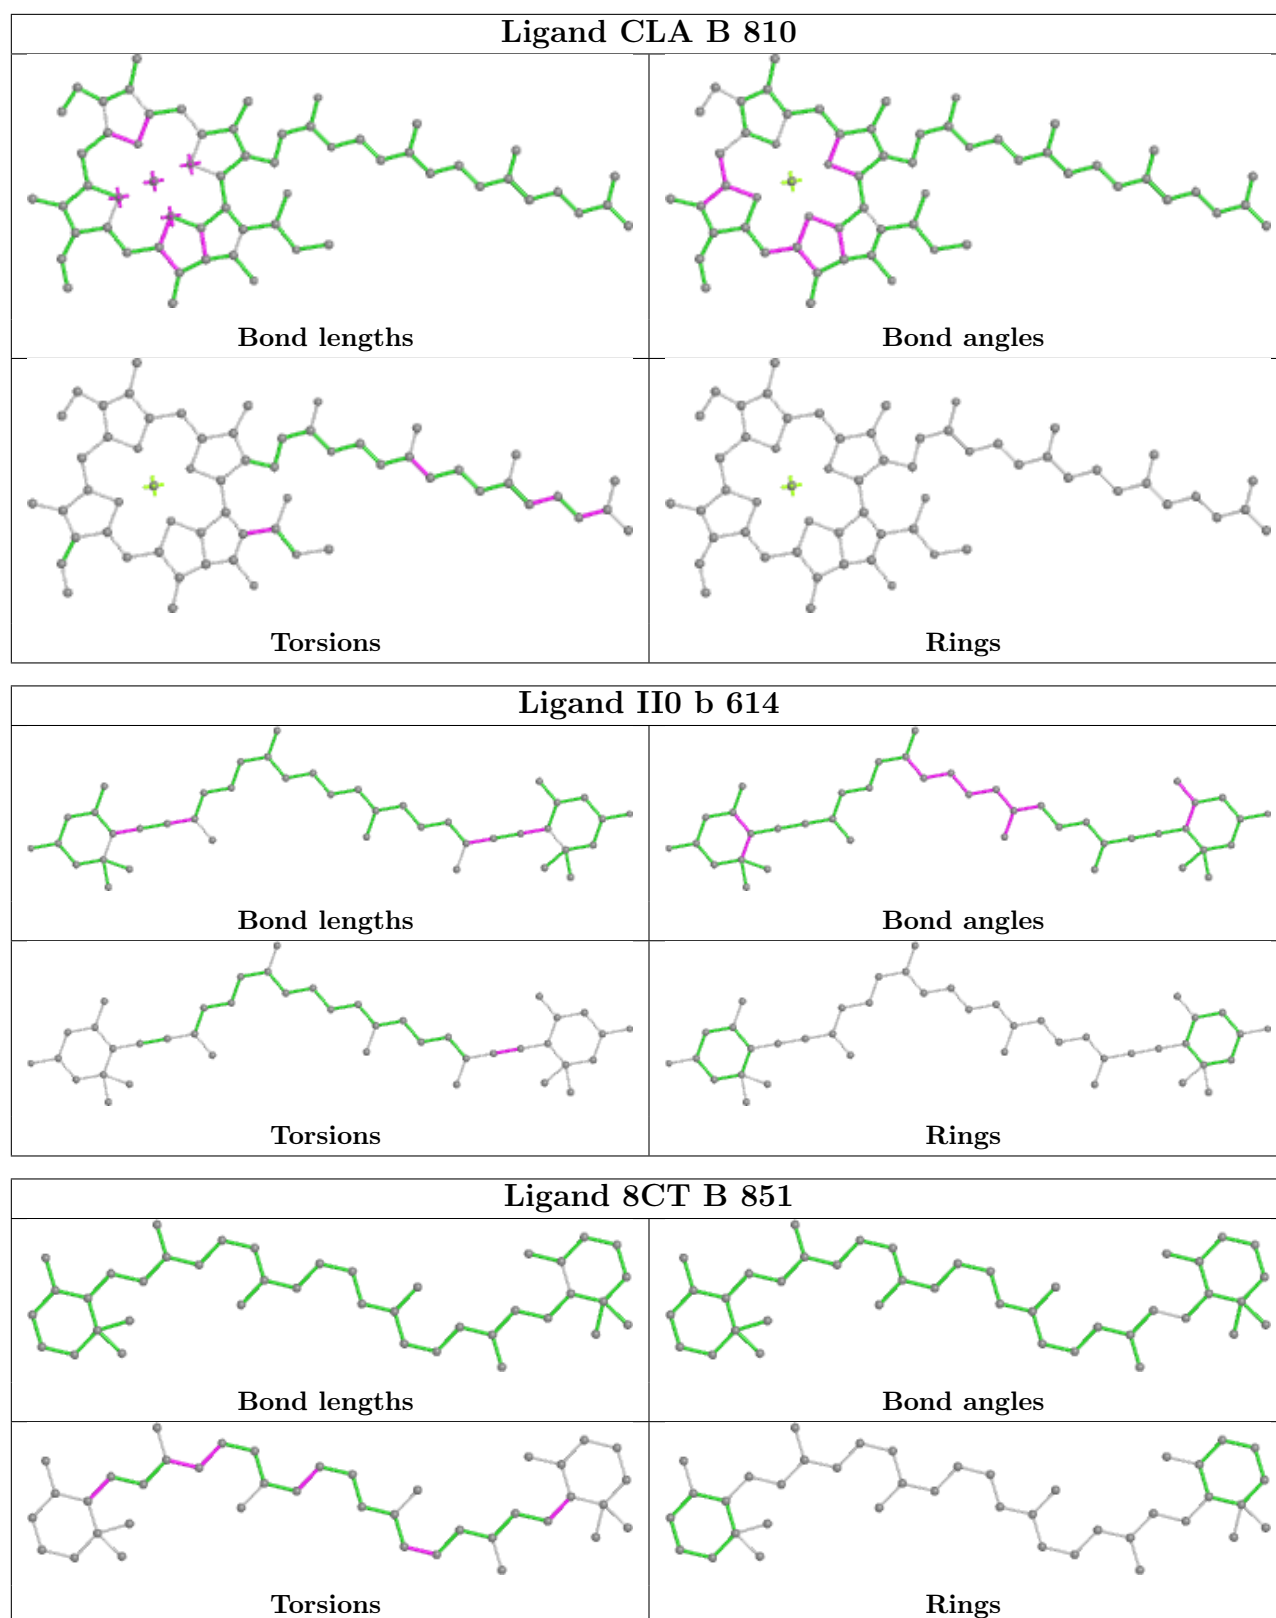 Ligand CLA B 810
Bond lengths
Bond angles
Torsions
Rings
Ligand II0 b 614
Bond lengths
Bond angles
Torsions
Rings
Ligand 8CT B 851
Bond lengths
Bond angles
Torsions
Rings